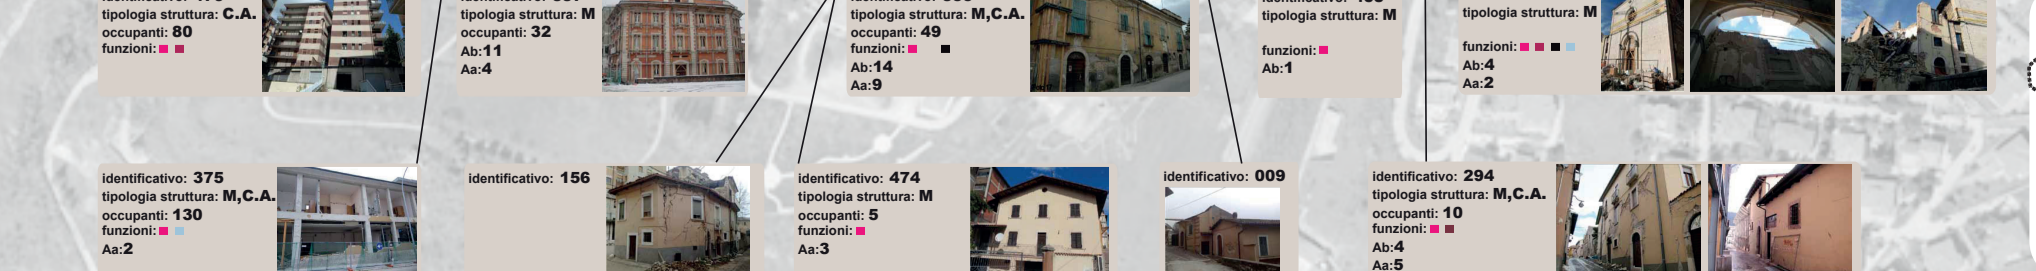 tipologia struttura: C.A.
occupanti: 80
funzioni:
tipologia struttura: M
occupanti: 32
Ab:11
Aa:4
tipologia struttura: M,C.A.
occupanti: 49
funzioni:
Ab:14
Aa:9
tipologia struttura: M
funzioni:
Ab:1
tipologia struttura: M
funzioni:
Ab:4
Aa:2
identificativo: 375
tipologia struttura: M,C.A.
occupanti: 130
funzioni:
Aa:2
identificativo: 156
identificativo: 474
tipologia struttura: M
occupanti: 5
funzioni:
Aa:3
identificativo: 009
identificativo: 294
tipologia struttura: M,C.A.
occupanti: 10
funzioni:
Ab:4
Aa:5